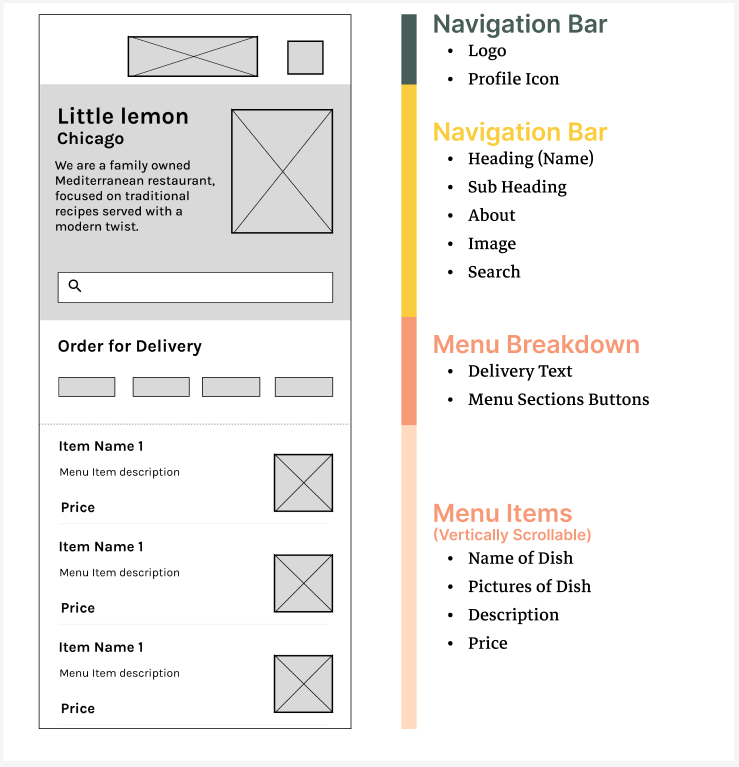 Little lemon
Chicago
We are a family owned
Mediterranean restaurant,
focused on traditional
recipes served with a
modern twist.
Order for Delivery
Item Name 1
Menu Item description
Price
Item Name 1
Menu Item description
Price
Item Name 1
Menu Item description
Price
Navigation Bar
• Logo
• Profile Icon
Navigation Bar
• Heading (Name)
• Sub Heading
• About
• Image
• Search
Menu Breakdown
• Delivery Text
• Menu Sections Buttons
Menu Items
(Vertically Scrollable)
• Name of Dish
• Pictures of Dish
• Description
• Price